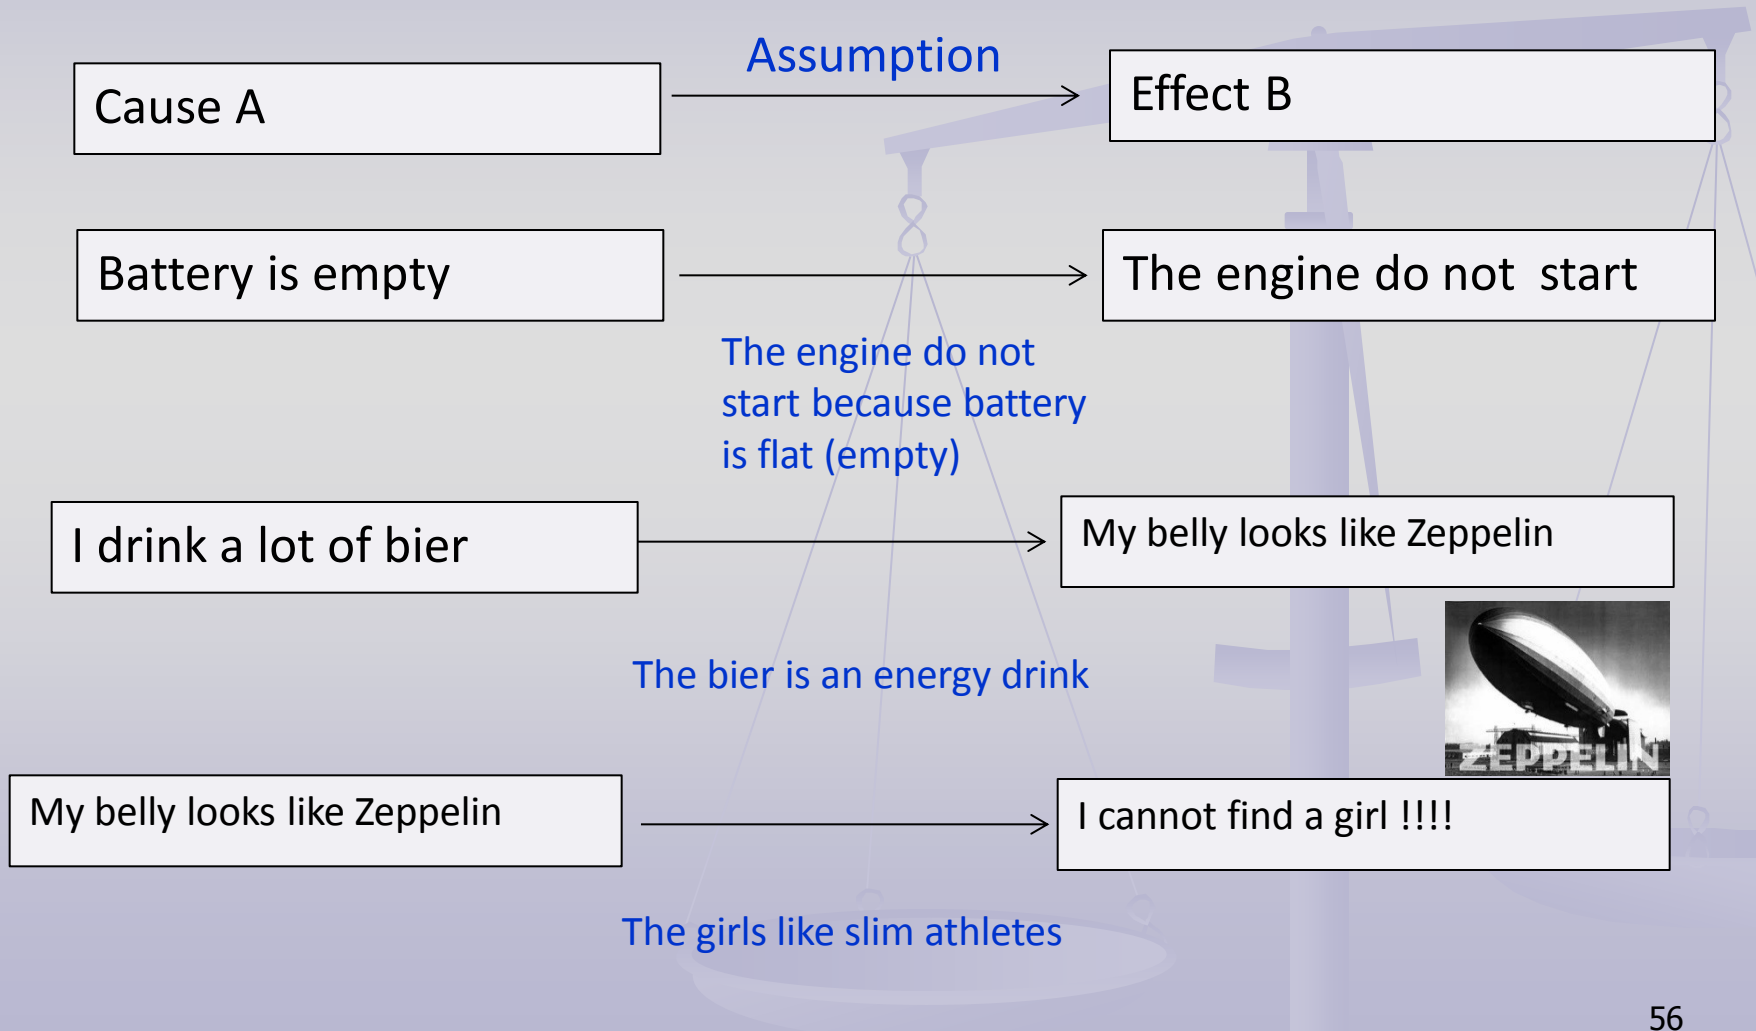 Assumption
Cause A
Effect B
Battery is empty
The engine do not  start
The engine do not
start because battery
is flat (empty)
I drink a lot of bier
My belly looks like Zeppelin
ZEPPELIN
The bier is an energy drink
My belly looks like Zeppelin
I cannot find a girl !!!!
The girls like slim athletes
56